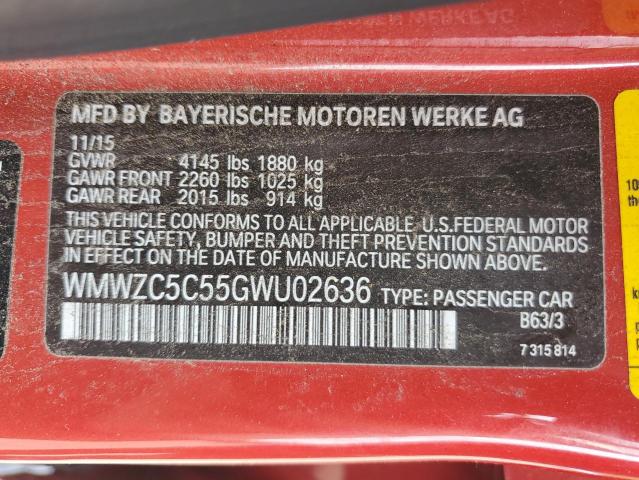 MFD BY BAYERISCHE MOTOREN WERKE AG
11/15
GVWR 4145 lbs 1880 kg
GAWR FRONT 2260 lbs 1025 kg
GAWR REAR 2015 lbs 914 kg
THIS VEHICLE CONFORMS TO ALL APPLICABLE U.S.FEDERAL MOTOR
VEHICLE SAFETY, BUMPER AND THEFT PREVENTION STANDARDS
IN EFFECT ON THE DATE OF MANUFACTURE SHOWN ABOVE.
WMWZC5C55GWU02636 TYPE: PASSENGER CAR
B63/3
7 315 814